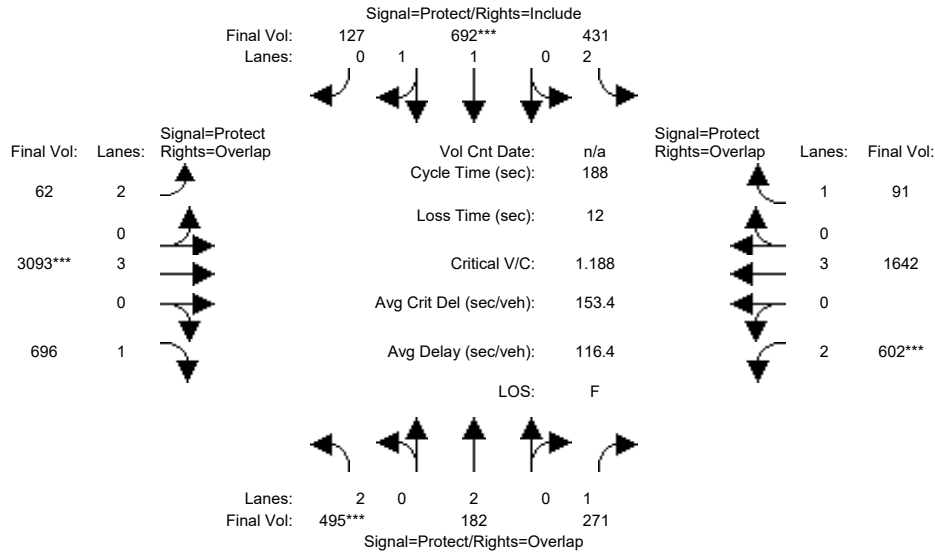 Signal=Protect/Rights=Include
Final Vol: 127 692*** 431
Lanes: 0 1 1 0 2
Signal=Protect
Final Vol: Lanes: Rights=Overlap
Vol Cnt Date: n/a
Signal=Protect
Rights=Overlap Lanes: Final Vol:
Cycle Time (sec): 188
62 2
1 91
Loss Time (sec): 12
0
0
3093*** 3
Critical V/C: 1.188
3 1642
0
Avg Crit Del (sec/veh): 153.4
0
696 1
Avg Delay (sec/veh): 116.4
2 602***
LOS: F
Lanes: 2 0 2 0 1
Final Vol: 495*** 182 271
Signal=Protect/Rights=Overlap